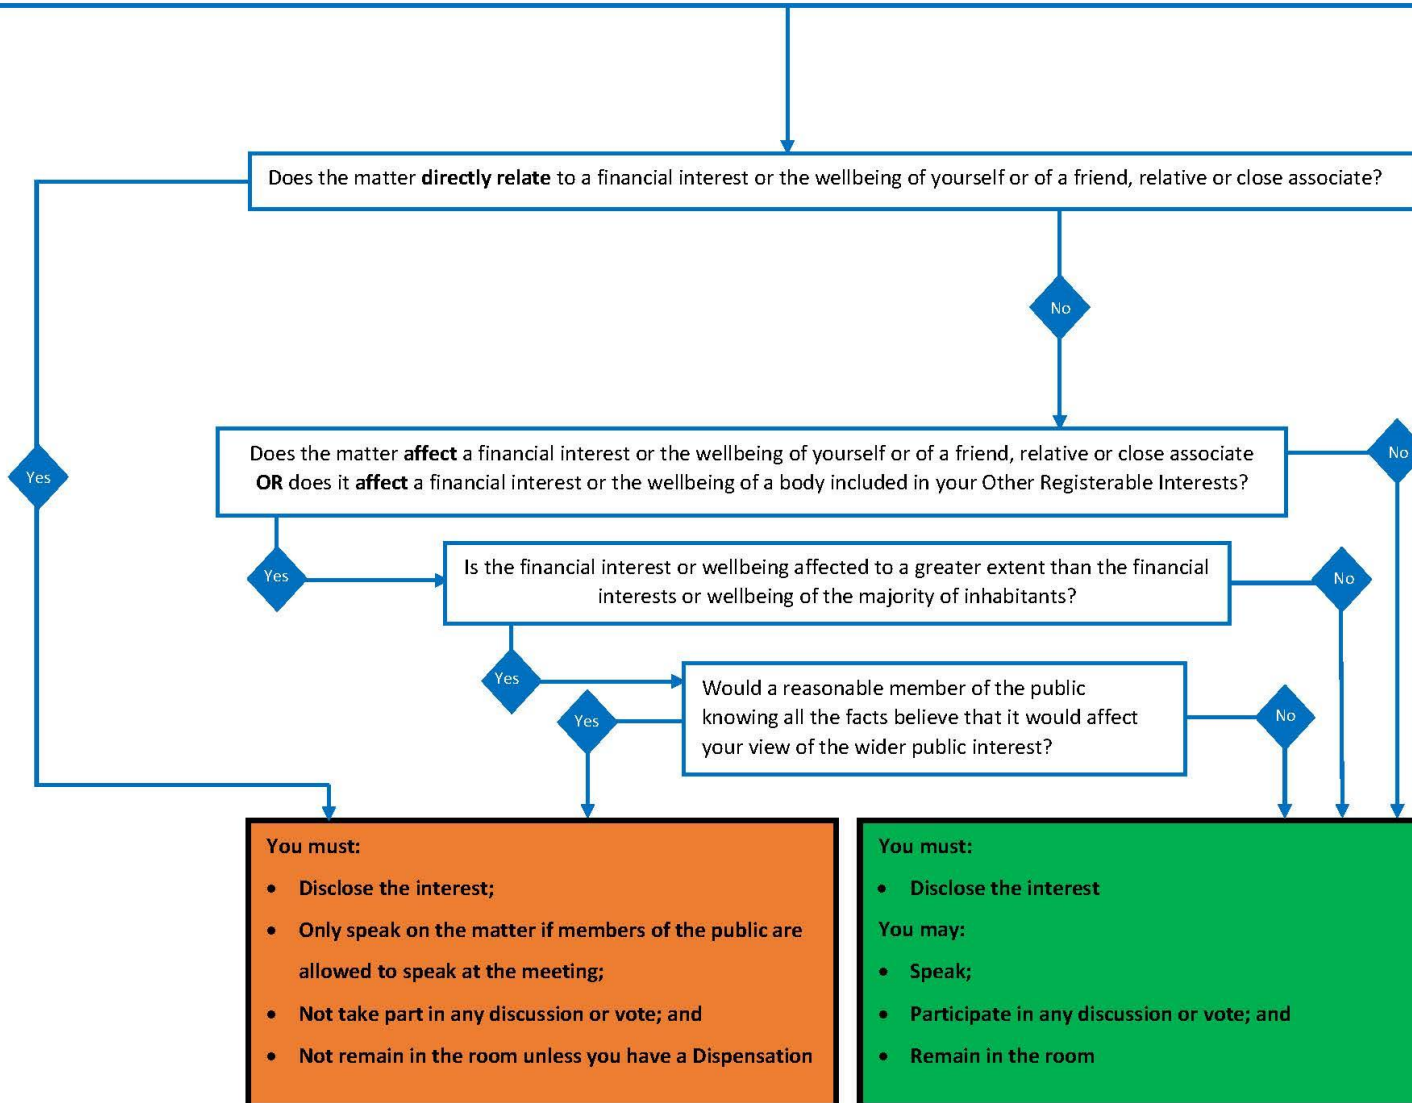 Does the matter directly relate to a financial interest or the wellbeing of yourself or of a friend, relative or close associate?
No
Does the matter affect a financial interest or the wellbeing of yourself or of a friend, relative or close associate
OR does it affect a financial interest or the wellbeing of a body included in your Other Registerable Interests?
No
Yes
Yes
Is the financial interest or wellbeing affected to a greater extent than the financial
interests or wellbeing of the majority of inhabitants?
No
Yes
Would a reasonable member of the public
knowing all the facts believe that it would affect
your view of the wider public interest?
Yes
No
You must:
• Disclose the interest;
• Only speak on the matter if members of the public are
allowed to speak at the meeting;
• Not take part in any discussion or vote; and
• Not remain in the room unless you have a Dispensation
You must:
• Disclose the interest
You may:
• Speak;
• Participate in any discussion or vote; and
• Remain in the room